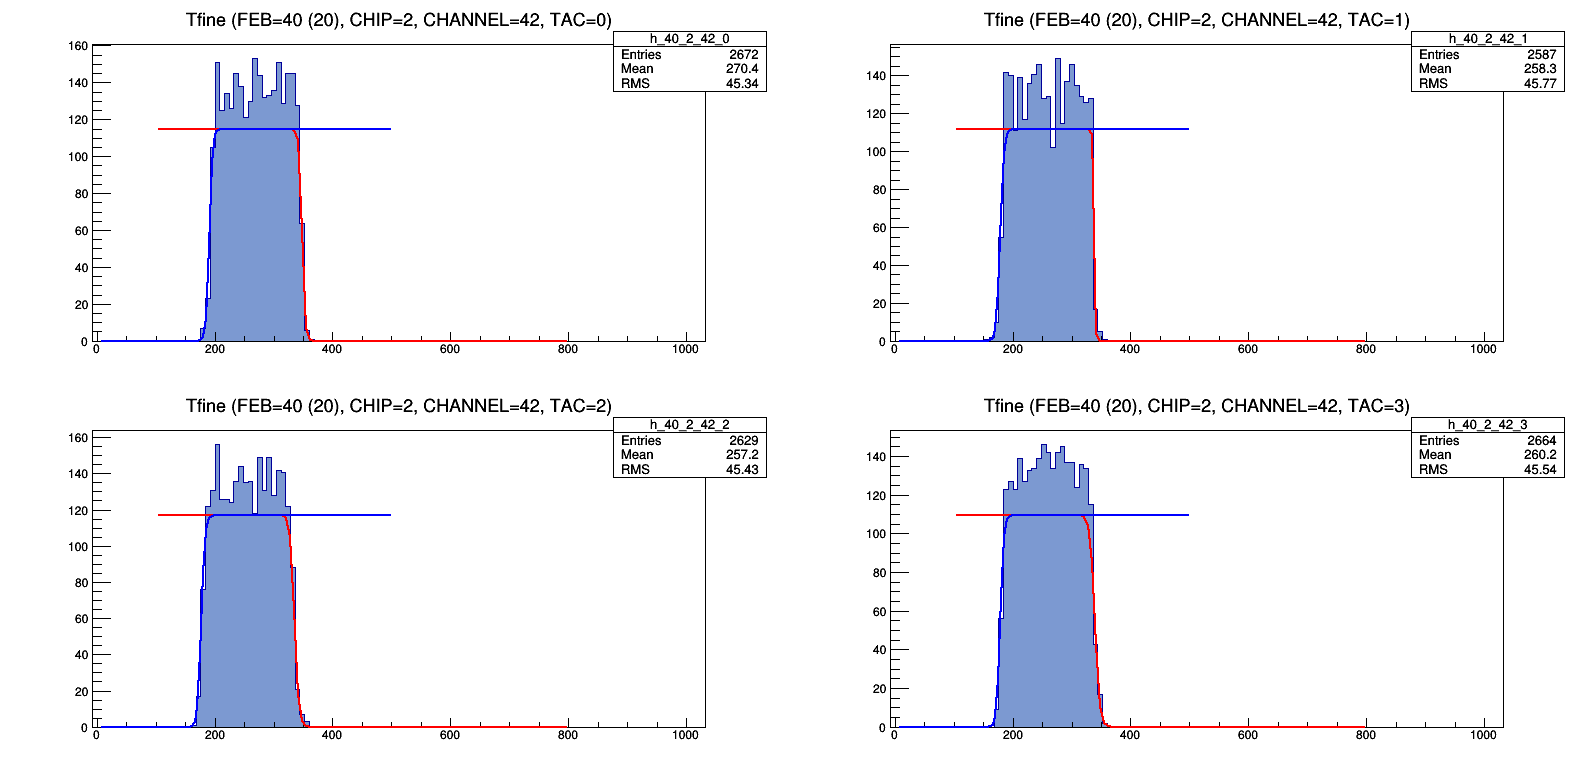 Tfine (FEB=40 (20), CHIP=2, CHANNEL=42, TAC=0)
h_40_2_42_0
Entries 2672
Mean 270.4
RMS 45.34
160
140
120
100
80
60
40
20
0
0 200 400 600 800 1000
Tfine (FEB=40 (20), CHIP=2, CHANNEL=42, TAC=1)
h_40_2_42_1
Entries 2587
Mean 258.3
RMS 45.77
140
120
100
80
60
40
20
0
0 200 400 600 800 1000
Tfine (FEB=40 (20), CHIP=2, CHANNEL=42, TAC=2)
h_40_2_42_2
Entries 2629
Mean 257.2
RMS 45.43
160
140
120
100
80
60
40
20
0
0 200 400 600 800 1000
Tfine (FEB=40 (20), CHIP=2, CHANNEL=42, TAC=3)
h_40_2_42_3
Entries 2664
Mean 260.2
RMS 45.54
140
120
100
80
60
40
20
0
0 200 400 600 800 1000